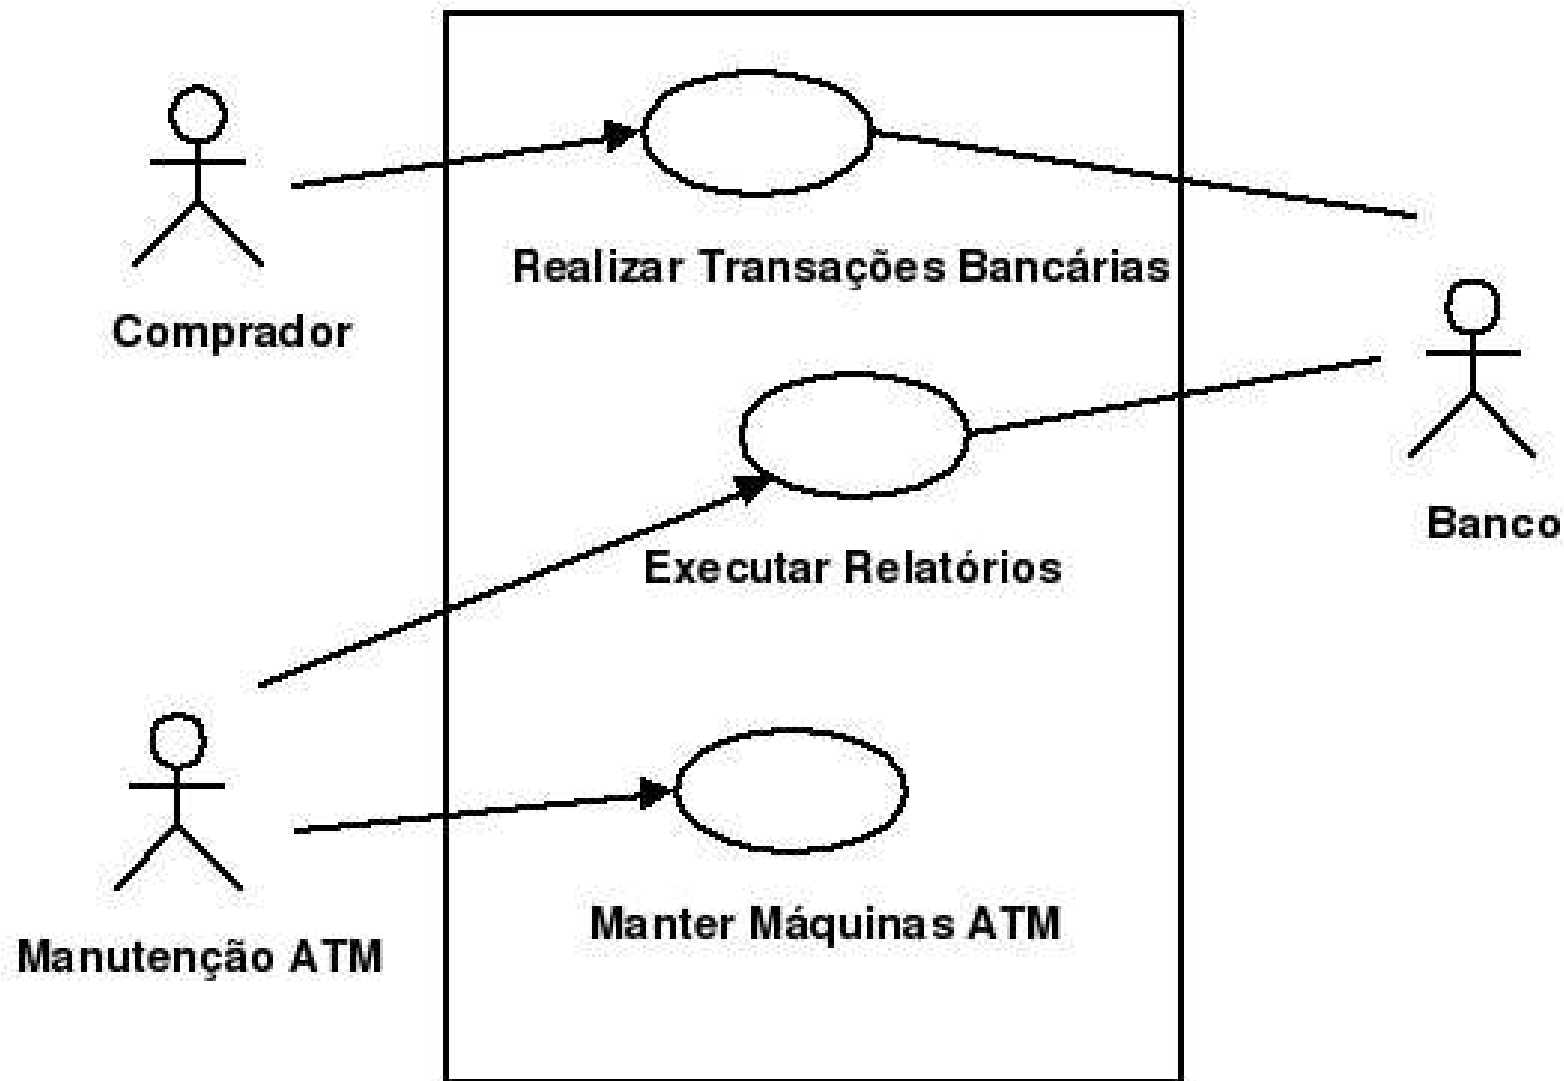 Realizar Transações Bancárias
Comprador
Banco
Executar Relatórios
Manter Máquinas ATM
Manutenção ATM